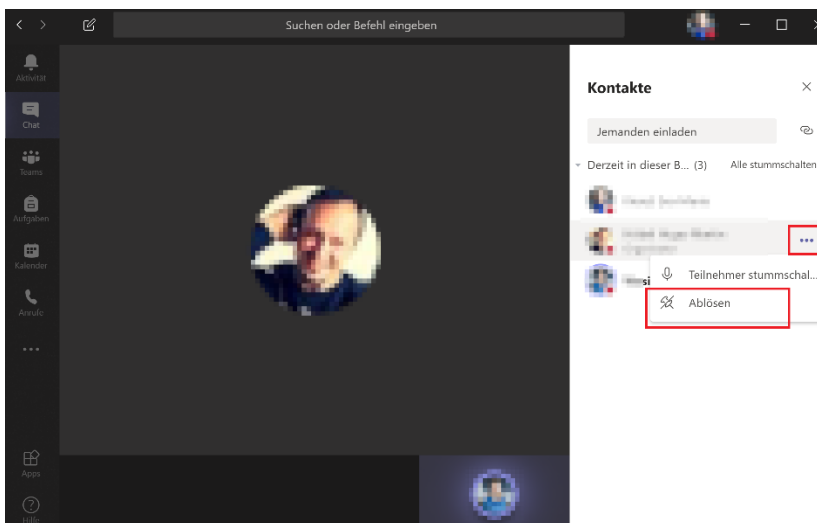 Suchen oder Befehl eingeben
Aktivität
Chat
Teams
Aufgaben
Kalender
Anrufe
Apps
Hilfe
Kontakte
Jemanden einladen
Derzeit in dieser B... (3) Alle stummschalten
Teilnehmer stummschal...
Ablösen